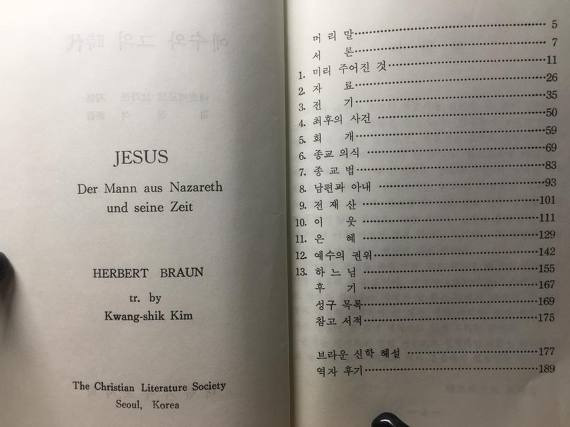 JESUS
Der Mann aus Nazareth
und seine Zeit
HERBERT BRAUN
tr. by
Kwang-shik Kim
The Christian Literature Society
Seoul, Korea
머 리 말 5
서 론 7
1. 미리 주어진 것 11
2. 자 료 26
3. 전 기 35
4. 최후의 사건 50
5. 회 개 59
6. 종교 의식 69
7. 종 교 법 83
8. 남편과 아내 93
9. 전 재 산 101
10. 이 웃 111
11. 은 혜 129
12. 예수의 권위 142
13. 하 느 님 155
후 기 167
성구 목록 169
참고 서적 175
브라운 신학 해설 177
역자 후기 189